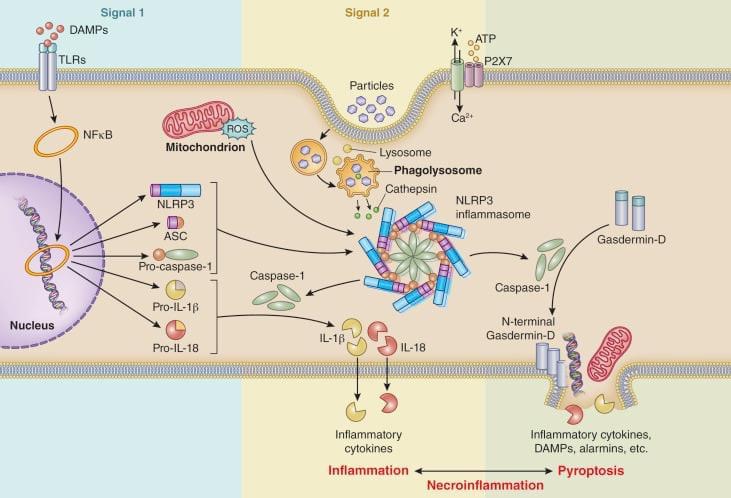 Signal 1
Signal 2
DAMPs
TLRs
K⁺
ATP
P2X7
Ca²⁺
Particles
NFκB
ROS
Mitochondrion
Lysosome
Phagolysosome
Cathepsin
NLRP3
ASC
Pro-caspase-1
Pro-IL-1β
Pro-IL-18
Nucleus
NLRP3
inflammasome
Caspase-1
Gasdermin-D
Caspase-1
N-terminal
Gasdermin-D
IL-1β
IL-18
Inflammatory
cytokines
Inflammatory cytokines,
DAMPs, alarmins, etc.
Inflammation
Pyroptosis
Necroinflammation